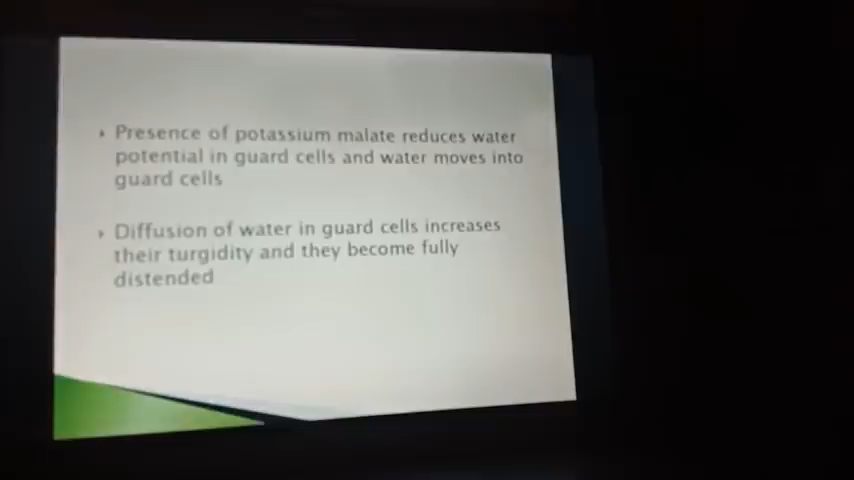 Presence of potassium malate reduces water
potential in guard cells and water moves into
guard cells
Diffusion of water in guard cells increases
their turgidity and they become fully
distended